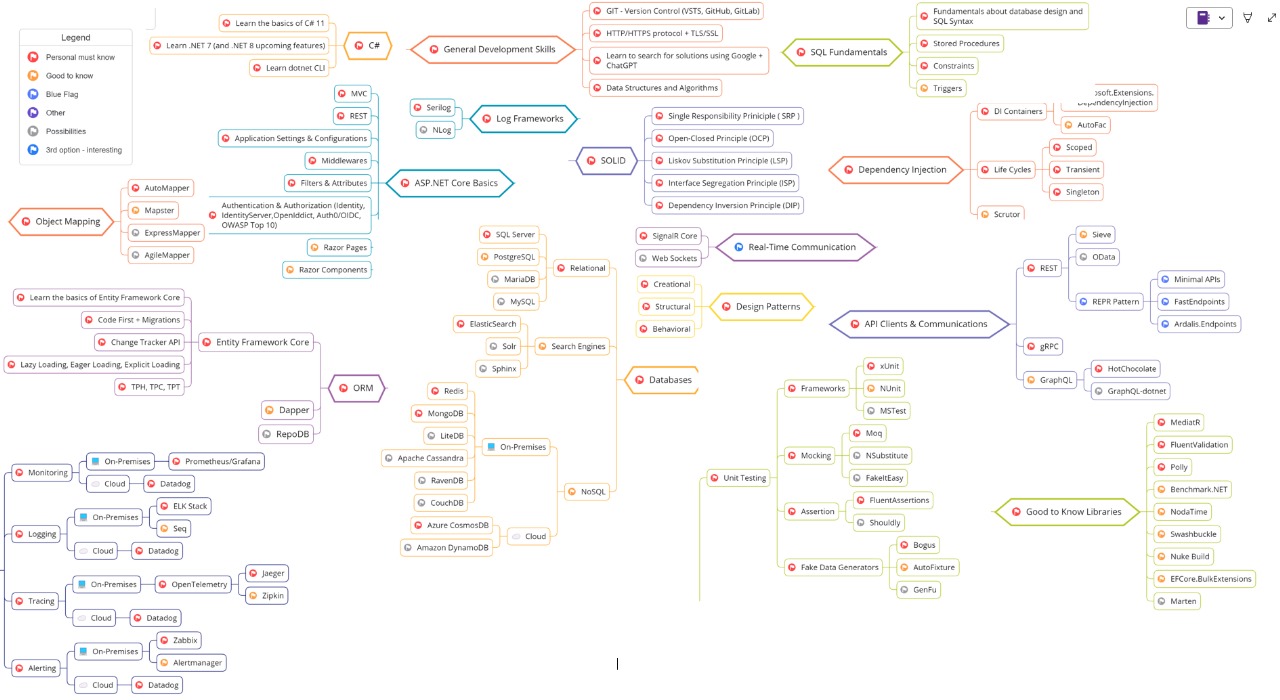 Legend
Personal must know
Good to know
Blue Flag
Other
Possibilities
3rd option - interesting
Learn the basics of C# 11
Learn .NET 7 (and .NET 8 upcoming features)
Learn dotnet CLI
C#
General Development Skills
GIT - Version Control (VSTS, GitHub, GitLab)
HTTP/HTTPS protocol + TLS/SSL
Learn to search for solutions using Google +
ChatGPT
Data Structures and Algorithms
SQL Fundamentals
Fundamentals about database design and
SQL Syntax
Stored Procedures
Constraints
Triggers
MVC
REST
Application Settings & Configurations
Middlewares
Filters & Attributes
Authentication & Authorization (Identity,
IdentityServer,OpenIddict, Auth0/OIDC,
OWASP Top 10)
Razor Pages
Razor Components
ASP.NET Core Basics
Serilog
NLog
Log Frameworks
SOLID
Single Responsibility Priniciple ( SRP )
Open-Closed Principle (OCP)
Liskov Substitution Principle (LSP)
Interface Segregation Principle (ISP)
Dependency Inversion Principle (DIP)
Dependency Injection
DI Containers
osoft.Extensions.
DependencyInjection
AutoFac
Life Cycles
Scoped
Transient
Singleton
Scrutor
Object Mapping
AutoMapper
Mapster
ExpressMapper
AgileMapper
SignalR Core
Web Sockets
Real-Time Communication
Creational
Structural
Behavioral
Design Patterns
API Clients & Communications
REST
Sieve
OData
REPR Pattern
Minimal APIs
FastEndpoints
Ardalis.Endpoints
gRPC
GraphQL
HotChocolate
GraphQL-dotnet
Learn the basics of Entity Framework Core
Code First + Migrations
Change Tracker API
Lazy Loading, Eager Loading, Explicit Loading
TPH, TPC, TPT
Entity Framework Core
Dapper
RepoDB
ORM
SQL Server
PostgreSQL
MariaDB
MySQL
Relational
ElasticSearch
Solr
Sphinx
Search Engines
Databases
Redis
MongoDB
LiteDB
Apache Cassandra
RavenDB
CouchDB
On-Premises
Azure CosmosDB
Amazon DynamoDB
Cloud
NoSQL
Unit Testing
Frameworks
xUnit
NUnit
MSTest
Mocking
Moq
NSubstitute
FakeItEasy
Assertion
FluentAssertions
Shouldly
Fake Data Generators
Bogus
AutoFixture
GenFu
Good to Know Libraries
MediatR
FluentValidation
Polly
Benchmark.NET
NodaTime
Swashbuckle
Nuke Build
EFCore.BulkExtensions
Marten
Monitoring
On-Premises
Prometheus/Grafana
Cloud
Datadog
Logging
On-Premises
ELK Stack
Seq
Cloud
Datadog
Tracing
On-Premises
OpenTelemetry
Jaeger
Zipkin
Cloud
Datadog
Alerting
On-Premises
Zabbix
Alertmanager
Cloud
Datadog